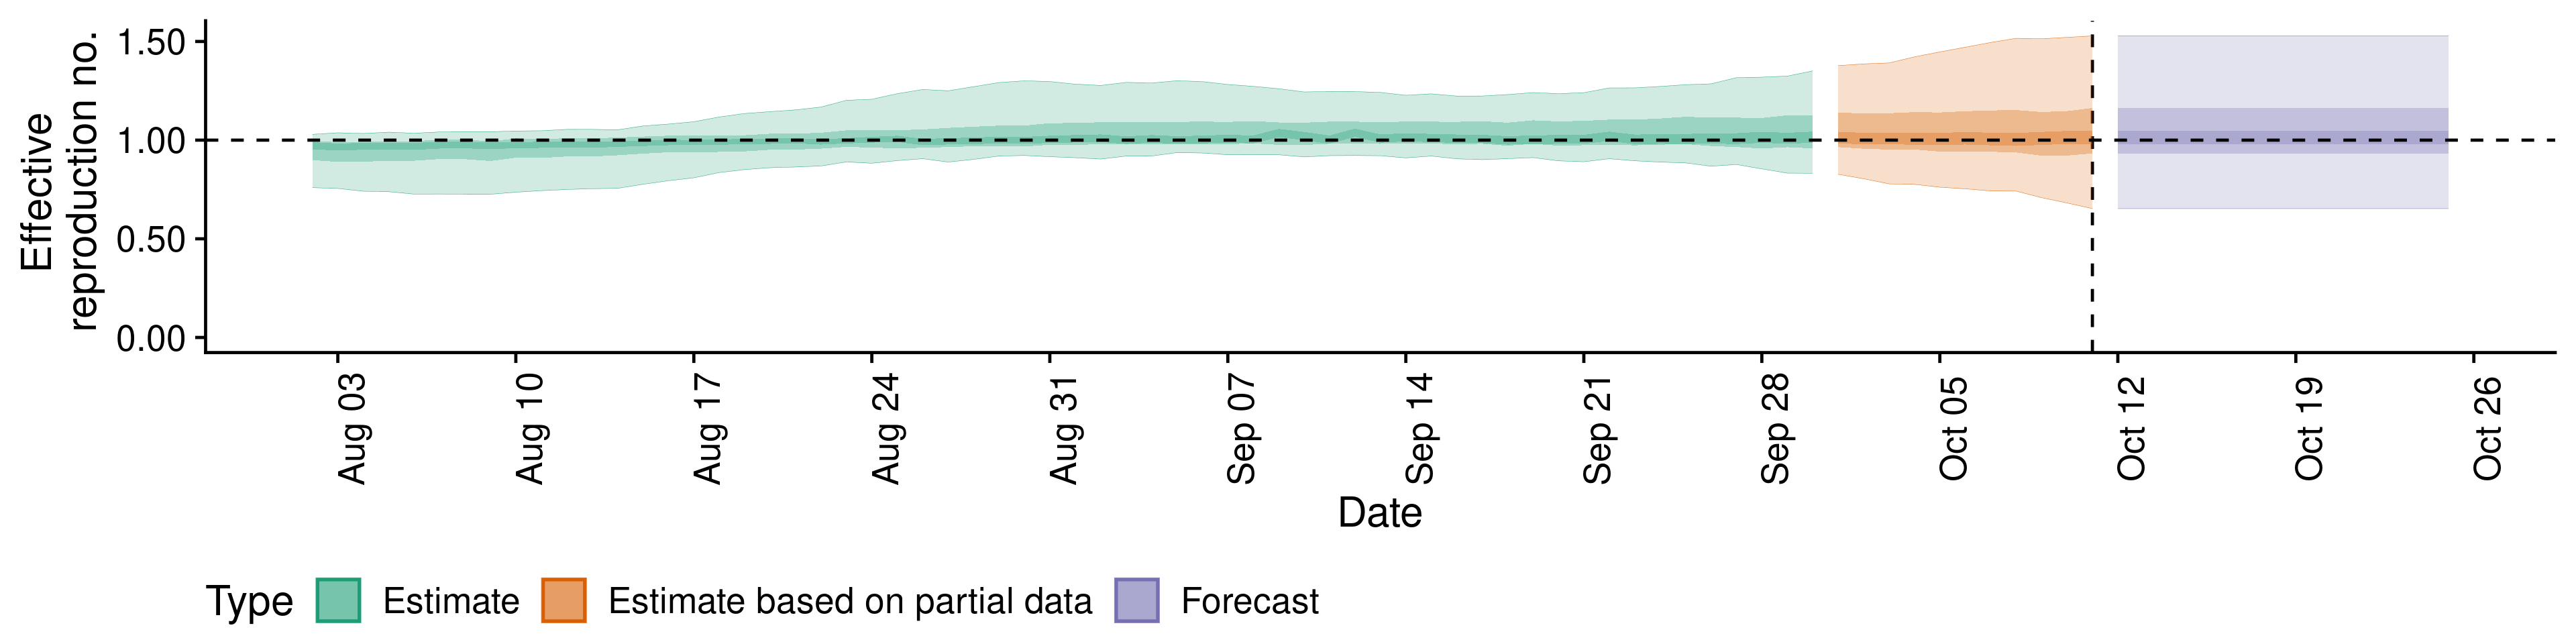 Effective
reproduction no.
1.50
1.00
0.50
0.00
Aug 03
Aug 10
Aug 17
Aug 24
Aug 31
Sep 07
Sep 14
Sep 21
Sep 28
Oct 05
Oct 12
Oct 19
Oct 26
Date
Type Estimate Estimate based on partial data Forecast